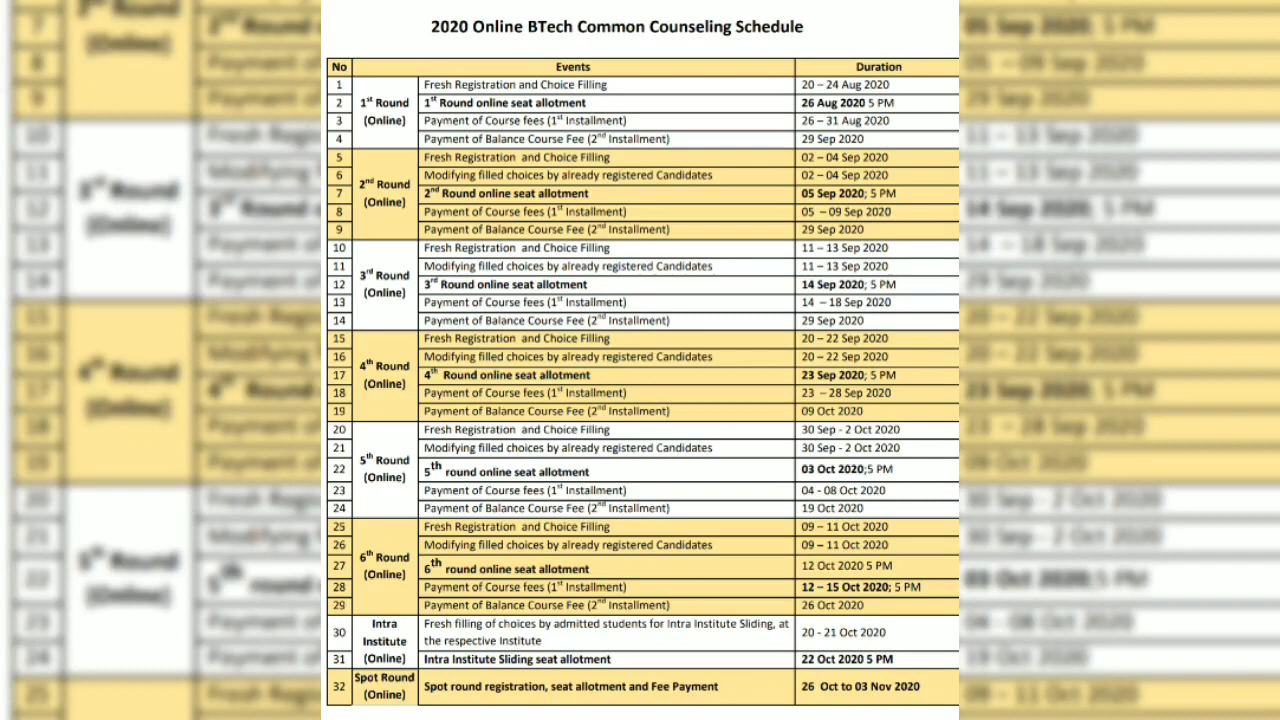 2020 Online BTech Common Counseling Schedule
No Events Duration
1 1st Round (Online) Fresh Registration and Choice Filling 20 – 24 Aug 2020
2 1st Round online seat allotment 26 Aug 2020 5 PM
3 Payment of Course fees (1st Installment) 26 – 31 Aug 2020
4 Payment of Balance Course Fee (2nd Installment) 29 Sep 2020
5 2nd Round (Online) Fresh Registration and Choice Filling 02 – 04 Sep 2020
6 Modifying filled choices by already registered Candidates 02 – 04 Sep 2020
7 2nd Round online seat allotment 05 Sep 2020; 5 PM
8 Payment of Course fees (1st Installment) 05 – 09 Sep 2020
9 Payment of Balance Course Fee (2nd Installment) 29 Sep 2020
10 3rd Round (Online) Fresh Registration and Choice Filling 11 – 13 Sep 2020
11 Modifying filled choices by already registered Candidates 11 – 13 Sep 2020
12 3rd Round online seat allotment 14 Sep 2020; 5 PM
13 Payment of Course fees (1st Installment) 14 – 18 Sep 2020
14 Payment of Balance Course Fee (2nd Installment) 29 Sep 2020
15 4th Round (Online) Fresh Registration and Choice Filling 20 – 22 Sep 2020
16 Modifying filled choices by already registered Candidates 20 – 22 Sep 2020
17 4th Round online seat allotment 23 Sep 2020; 5 PM
18 Payment of Course fees (1st Installment) 23 – 28 Sep 2020
19 Payment of Balance Course Fee (2nd Installment) 09 Oct 2020
20 5th Round (Online) Fresh Registration and Choice Filling 30 Sep - 2 Oct 2020
21 Modifying filled choices by already registered Candidates 30 Sep - 2 Oct 2020
22 5th round online seat allotment 03 Oct 2020;5 PM
23 Payment of Course fees (1st Installment) 04 - 08 Oct 2020
24 Payment of Balance Course Fee (2nd Installment) 19 Oct 2020
25 6th Round (Online) Fresh Registration and Choice Filling 09 – 11 Oct 2020
26 Modifying filled choices by already registered Candidates 09 – 11 Oct 2020
27 6th round online seat allotment 12 Oct 2020 5 PM
28 Payment of Course fees (1st Installment) 12 – 15 Oct 2020; 5 PM
29 Payment of Balance Course Fee (2nd Installment) 26 Oct 2020
30 Intra Institute (Online) Fresh filling of choices by admitted students for Intra Institute Sliding, at
the respective Institute 20 - 21 Oct 2020
31 Intra Institute Sliding seat allotment 22 Oct 2020 5 PM
32 Spot Round (Online) Spot round registration, seat allotment and Fee Payment 26 Oct to 03 Nov 2020